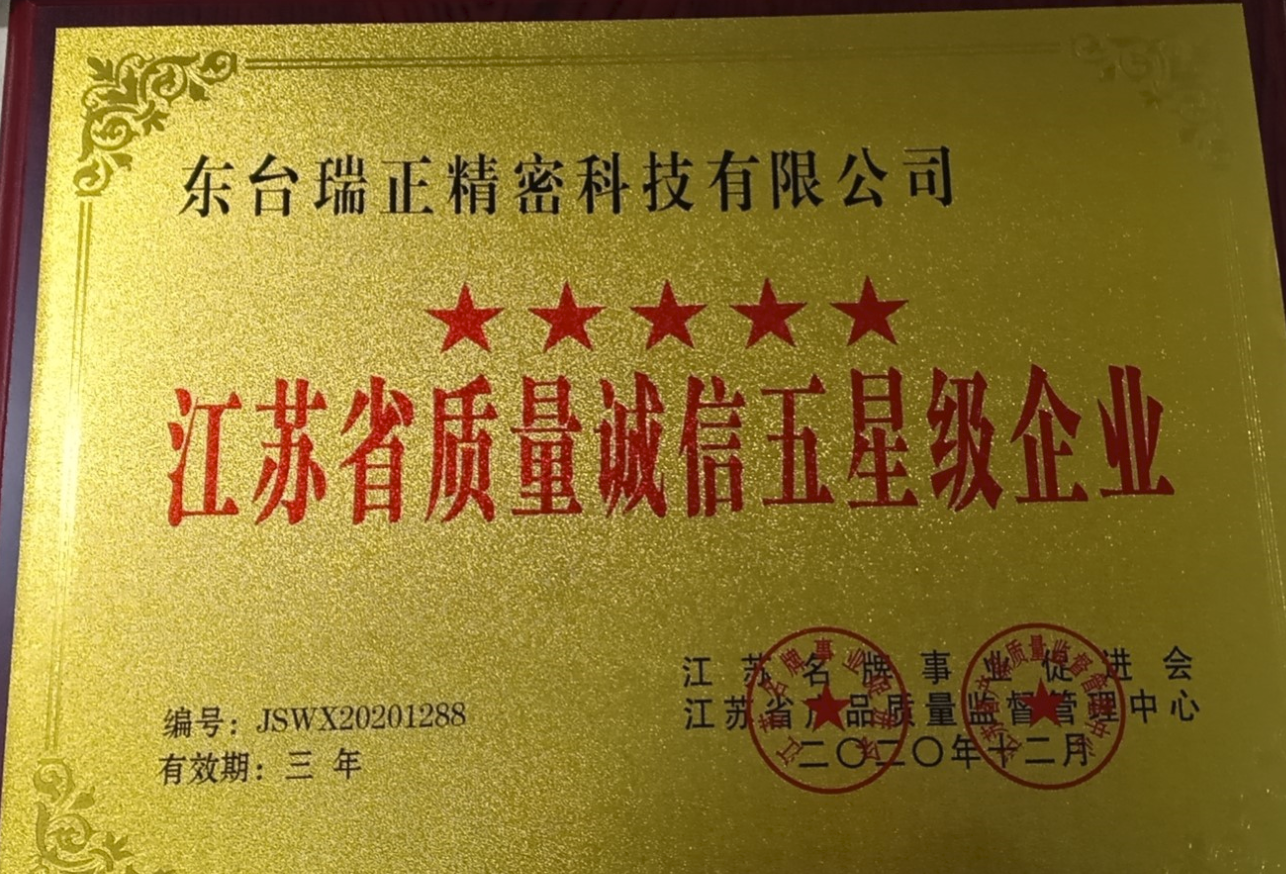 东台瑞正精密科技有限公司
★★★★★
江苏省质量诚信五星级企业
江苏名牌事业促进会
江苏省产品质量监督管理中心
二〇二〇年十二月
编号：JSWX20201288
有效期：三年